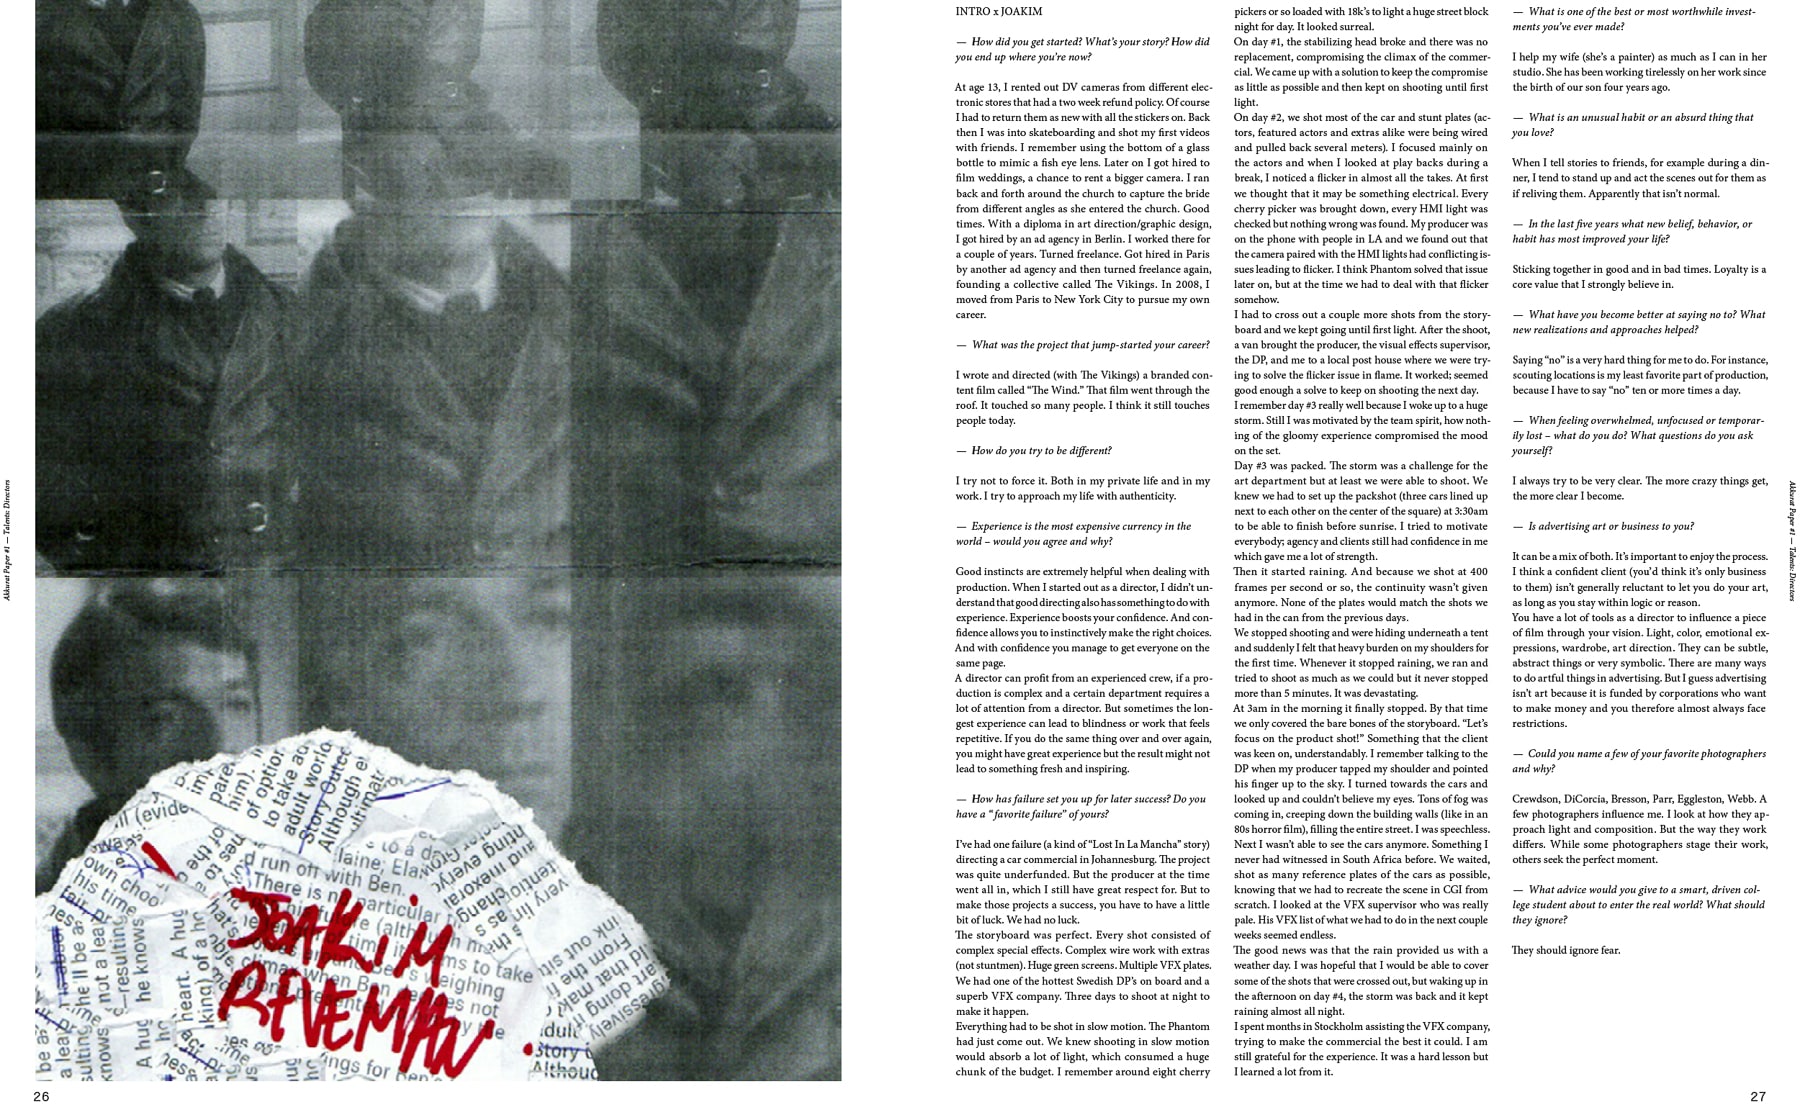 Akkurat Paper #1 — Talents: Directors
JOAKIM
REVEMAN
26
INTRO x JOAKIM
— How did you get started? What's your story? How did
you end up where you're now?
At age 13, I rented out DV cameras from different elec-
tronic stores that had a two week refund policy. Of course
I had to return them as new with all the stickers on. Back
then I was into skateboarding and shot my first videos
with friends. I remember using the bottom of a glass
bottle to mimic a fish eye lens. Later on I got hired to
film weddings, a chance to rent a bigger camera. I ran
back and forth around the church to capture the bride
from different angles as she entered the church. Good
times. With a diploma in art direction/graphic design,
I got hired by an ad agency in Berlin. I worked there for
a couple of years. Turned freelance. Got hired in Paris
by another ad agency and then turned freelance again,
founding a collective called The Vikings. In 2008, I
moved from Paris to New York City to pursue my own
career.
— What was the project that jump-started your career?
I wrote and directed (with The Vikings) a branded con-
tent film called “The Wind.” That film went through the
roof. It touched so many people. I think it still touches
people today.
— How do you try to be different?
I try not to force it. Both in my private life and in my
work. I try to approach my life with authenticity.
— Experience is the most expensive currency in the
world – would you agree and why?
Good instincts are extremely helpful when dealing with
production. When I started out as a director, I didn't un-
derstand that good directing also has something to do with
experience. Experience boosts your confidence. And con-
fidence allows you to instinctively make the right choices.
And with confidence you manage to get everyone on the
same page.
A director can profit from an experienced crew, if a pro-
duction is complex and a certain department requires a
lot of attention from a director. But sometimes the lon-
gest experience can lead to blindness or work that feels
repetitive. If you do the same thing over and over again,
you might have great experience but the result might not
lead to something fresh and inspiring.
— How has failure set you up for later success? Do you
have a “favorite failure” of yours?
I've had one failure (a kind of “Lost In La Mancha” story)
directing a car commercial in Johannesburg. The project
was quite underfunded. But the producer at the time
went all in, which I still have great respect for. But to
make those projects a success, you have to have a little
bit of luck. We had no luck.
The storyboard was perfect. Every shot consisted of
complex special effects. Complex wire work with extras
(not stuntmen). Huge green screens. Multiple VFX plates.
We had one of the hottest Swedish DP's on board and a
superb VFX company. Three days to shoot at night to
make it happen.
Everything had to be shot in slow motion. The Phantom
had just come out. We knew shooting in slow motion
would absorb a lot of light, which consumed a huge
chunk of the budget. I remember around eight cherry
pickers or so loaded with 18k's to light a huge street block
night for day. It looked surreal.
On day #1, the stabilizing head broke and there was no
replacement, compromising the climax of the commer-
cial. We came up with a solution to keep the compromise
as little as possible and then kept on shooting until first
light.
On day #2, we shot most of the car and stunt plates (ac-
tors, featured actors and extras alike were being wired
and pulled back several meters). I focused mainly on
the actors and when I looked at play backs during a
break, I noticed a flicker in almost all the takes. At first
we thought that it may be something electrical. Every
cherry picker was brought down, every HMI light was
checked but nothing wrong was found. My producer was
on the phone with people in LA and we found out that
the camera paired with the HMI lights had conflicting is-
sues leading to flicker. I think Phantom solved that issue
later on, but at the time we had to deal with that flicker
somehow.
I had to cross out a couple more shots from the story-
board and we kept going until first light. After the shoot,
a van brought the producer, the visual effects supervisor,
the DP, and me to a local post house where we were try-
ing to solve the flicker issue in flame. It worked; seemed
good enough a solve to keep on shooting the next day.
I remember day #3 really well because I woke up to a huge
storm. Still I was motivated by the team spirit, how noth-
ing of the gloomy experience compromised the mood
on the set.
Day #3 was packed. The storm was a challenge for the
art department but at least we were able to shoot. We
knew we had to set up the packshot (three cars lined up
next to each other on the center of the square) at 3:30am
to be able to finish before sunrise. I tried to motivate
everybody; agency and clients still had confidence in me
which gave me a lot of strength.
Then it started raining. And because we shot at 400
frames per second or so, the continuity wasn't given
anymore. None of the plates would match the shots we
had in the can from the previous days.
We stopped shooting and were hiding underneath a tent
and suddenly I felt that heavy burden on my shoulders for
the first time. Whenever it stopped raining, we ran and
tried to shoot as much as we could but it never stopped
more than 5 minutes. It was devastating.
At 3am in the morning it finally stopped. By that time
we only covered the bare bones of the storyboard. “Let's
focus on the product shot!” Something that the client
was keen on, understandably. I remember talking to the
DP when my producer tapped my shoulder and pointed
his finger up to the sky. I turned towards the cars and
looked up and couldn't believe my eyes. Tons of fog was
coming in, creeping down the building walls (like in an
80s horror film), filling the entire street. I was speechless.
Next I wasn't able to see the cars anymore. Something I
never had witnessed in South Africa before. We waited,
shot as many reference plates of the cars as possible,
knowing that we had to recreate the scene in CGI from
scratch. I looked at the VFX supervisor who was really
pale. His VFX list of what we had to do in the next couple
weeks seemed endless.
The good news was that the rain provided us with a
weather day. I was hopeful that I would be able to cover
some of the shots that were crossed out, but waking up in
the afternoon on day #4, the storm was back and it kept
raining almost all night.
I spent months in Stockholm assisting the VFX company,
trying to make the commercial the best it could. I am
still grateful for the experience. It was a hard lesson but
I learned a lot from it.
— What is one of the best or most worthwhile invest-
ments you've ever made?
I help my wife (she's a painter) as much as I can in her
studio. She has been working tirelessly on her work since
the birth of our son four years ago.
— What is an unusual habit or an absurd thing that
you love?
When I tell stories to friends, for example during a din-
ner, I tend to stand up and act the scenes out for them as
if reliving them. Apparently that isn't normal.
— In the last five years what new belief, behavior, or
habit has most improved your life?
Sticking together in good and in bad times. Loyalty is a
core value that I strongly believe in.
— What have you become better at saying no to? What
new realizations and approaches helped?
Saying “no” is a very hard thing for me to do. For instance,
scouting locations is my least favorite part of production,
because I have to say “no” ten or more times a day.
— When feeling overwhelmed, unfocused or temporar-
ily lost – what do you do? What questions do you ask
yourself?
I always try to be very clear. The more crazy things get,
the more clear I become.
— Is advertising art or business to you?
It can be a mix of both. It's important to enjoy the process.
I think a confident client (you'd think it's only business
to them) isn't generally reluctant to let you do your art,
as long as you stay within logic or reason.
You have a lot of tools as a director to influence a piece
of film through your vision. Light, color, emotional ex-
pressions, wardrobe, art direction. They can be subtle,
abstract things or very symbolic. There are many ways
to do artful things in advertising. But I guess advertising
isn't art because it is funded by corporations who want
to make money and you therefore almost always face
restrictions.
— Could you name a few of your favorite photographers
and why?
Crewdson, DiCorcia, Bresson, Parr, Eggleston, Webb. A
few photographers influence me. I look at how they ap-
proach light and composition. But the way they work
differs. While some photographers stage their work,
others seek the perfect moment.
— What advice would you give to a smart, driven col-
lege student about to enter the real world? What should
they ignore?
They should ignore fear.
Akkurat Paper #1 — Talents: Directors
27